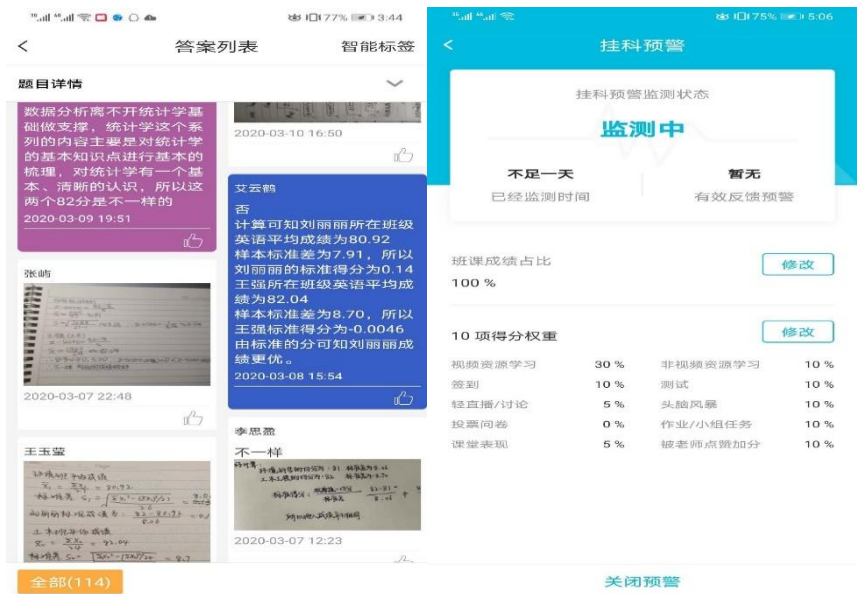 77% 3:44
答案列表
智能标签
题目详情
数据分析离不开统计学基
础做支撑，统计学这个系
列的内容主要是对统计学
的基本知识点进行基本的
梳理，对统计学有一个基
本、清晰的认识，所以这
两个82分是不一样的
2020-03-09 19:51
张峋
2020-03-07 22:48
王玉莹
全部(114)
2020-03-10 16:50
艾云鹤
否
计算可知刘丽丽所在班级
英语平均成绩为80.92
样本标准差为7.91，所以
刘丽丽的标准得分为0.14
王强所在班级英语平均成
绩为82.04
样本标准差为8.70，所以
王强标准得分为-0.0046
由标准的分可知刘丽丽成
绩更优。
2020-03-08 15:54
李思盈
不一样
2020-03-07 12:23
75% 5:06
挂科预警
挂科预警监测状态
监测中
不足一天 暂无
已经监测时间 有效反馈预警
班课成绩占比 修改
100 %
10 项得分权重 修改
视频资源学习 30 % 非视频资源学习 10 %
签到 10 % 测试 10 %
轻直播/讨论 5 % 头脑风暴 10 %
投票问卷 0 % 作业/小组任务 10 %
课堂表现 5 % 被老师点赞加分 10 %
关闭预警